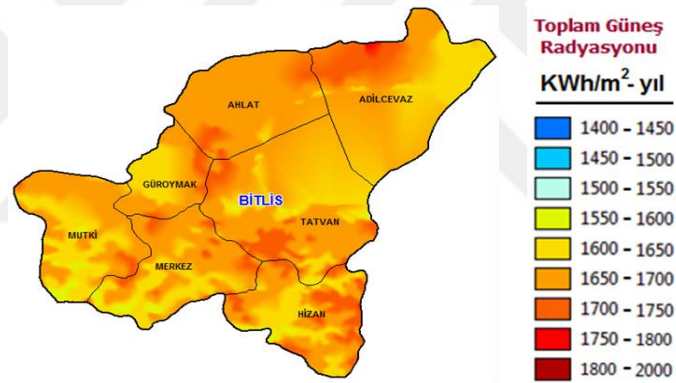 AHLAT
ADİLCEVAZ
GÜROYMAK
BİTLİS
TATVAN
MUTKİ
MERKEZ
HİZAN
Toplam Güneş
Radyasyonu
KWh/m²- yıl
1400 - 1450
1450 - 1500
1500 - 1550
1550 - 1600
1600 - 1650
1650 - 1700
1700 - 1750
1750 - 1800
1800 - 2000